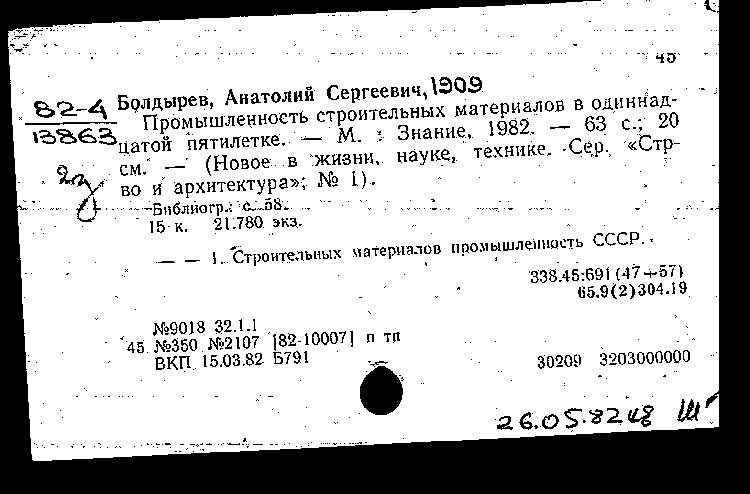 45
82-4
13863
2з
Болдырев, Анатолий Сергеевич, 1909
Промышленность строительных материалов в одиннад-
цатой пятилетке. — М. : Знание, 1982. — 63 с.; 20
см. — (Новое в жизни, науке, технике. Сер. «Стр-
во и архитектура»; № 1).
Библиогр.: с. 58.
15 к. 21.780 экз.
— — 1. Строительных материалов промышленность СССР.
338.45:691(47+57)
65.9(2)304.19
№9018 32.1.1
45 №350 №2107 [82-10007] п тп
ВКП 15.03.82 Б791
30209 3203000000
26.05.82